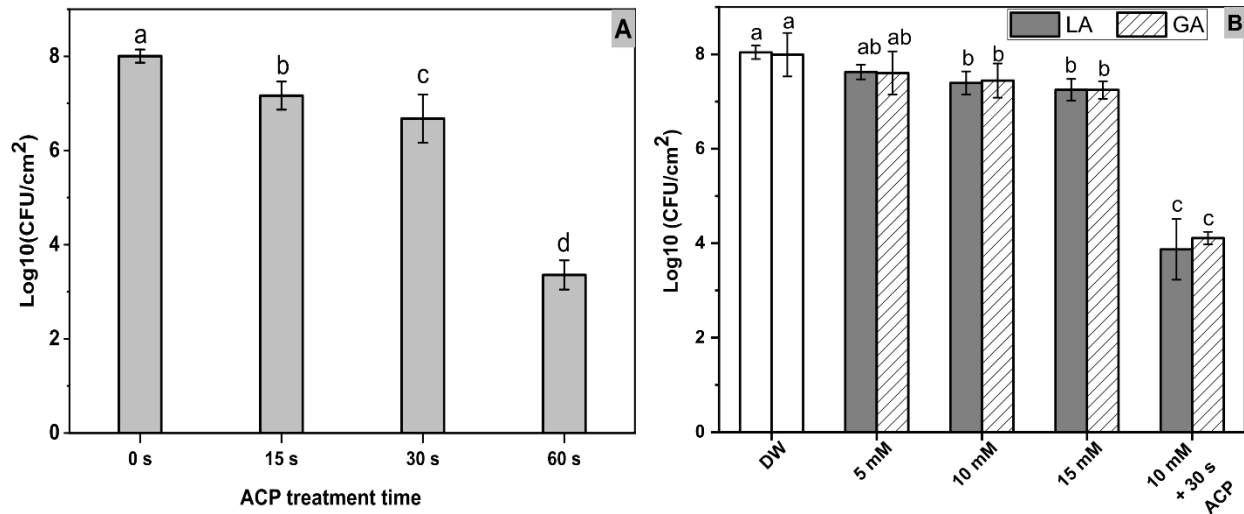 A
Log10(CFU/cm²)
8
6
4
2
0
a
b
c
d
0 s
15 s
30 s
60 s
ACP treatment time
B
LA
GA
Log10 (CFU/cm²)
8
6
4
2
0
a
a
ab
ab
b
b
b
b
c
c
DW
5 mM
10 mM
15 mM
10 mM
+ 30 s
ACP